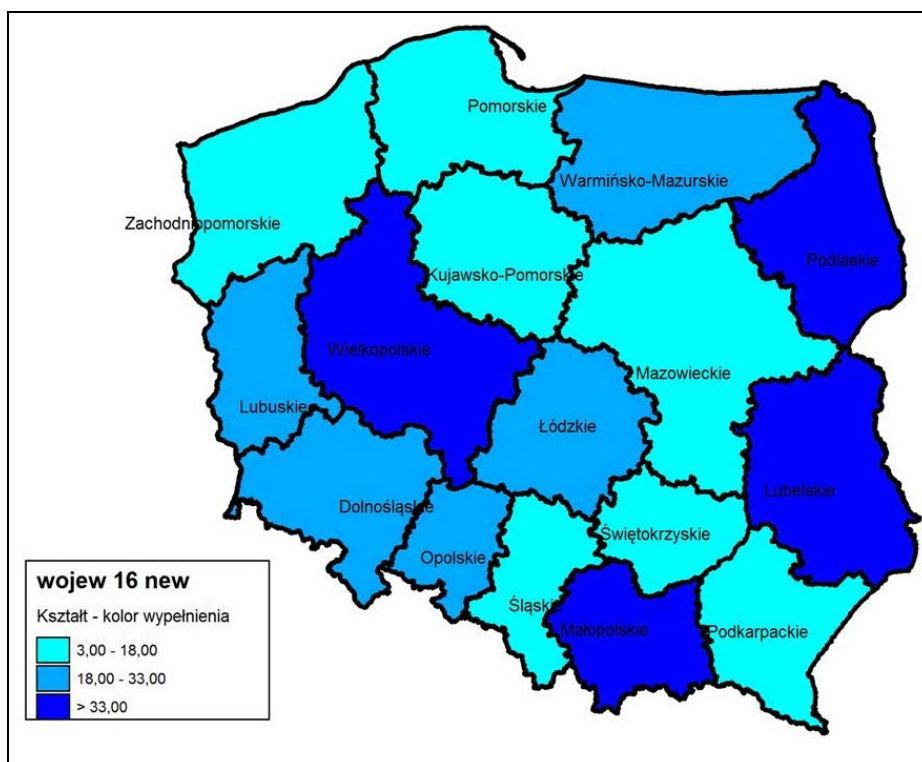 Pomorskie
Warmińsko-Mazurskie
Zachodniopomorskie
Podlaskie
Kujawsko-Pomorskie
Wielkopolskie
Mazowieckie
Lubuskie
Łódzkie
Lubelskie
Dolnośląskie
Świętokrzyskie
Opolskie
Śląskie
Małopolskie
Podkarpackie
wojew 16 new
Kształt - kolor wypełnienia
3,00 - 18,00
18,00 - 33,00
> 33,00